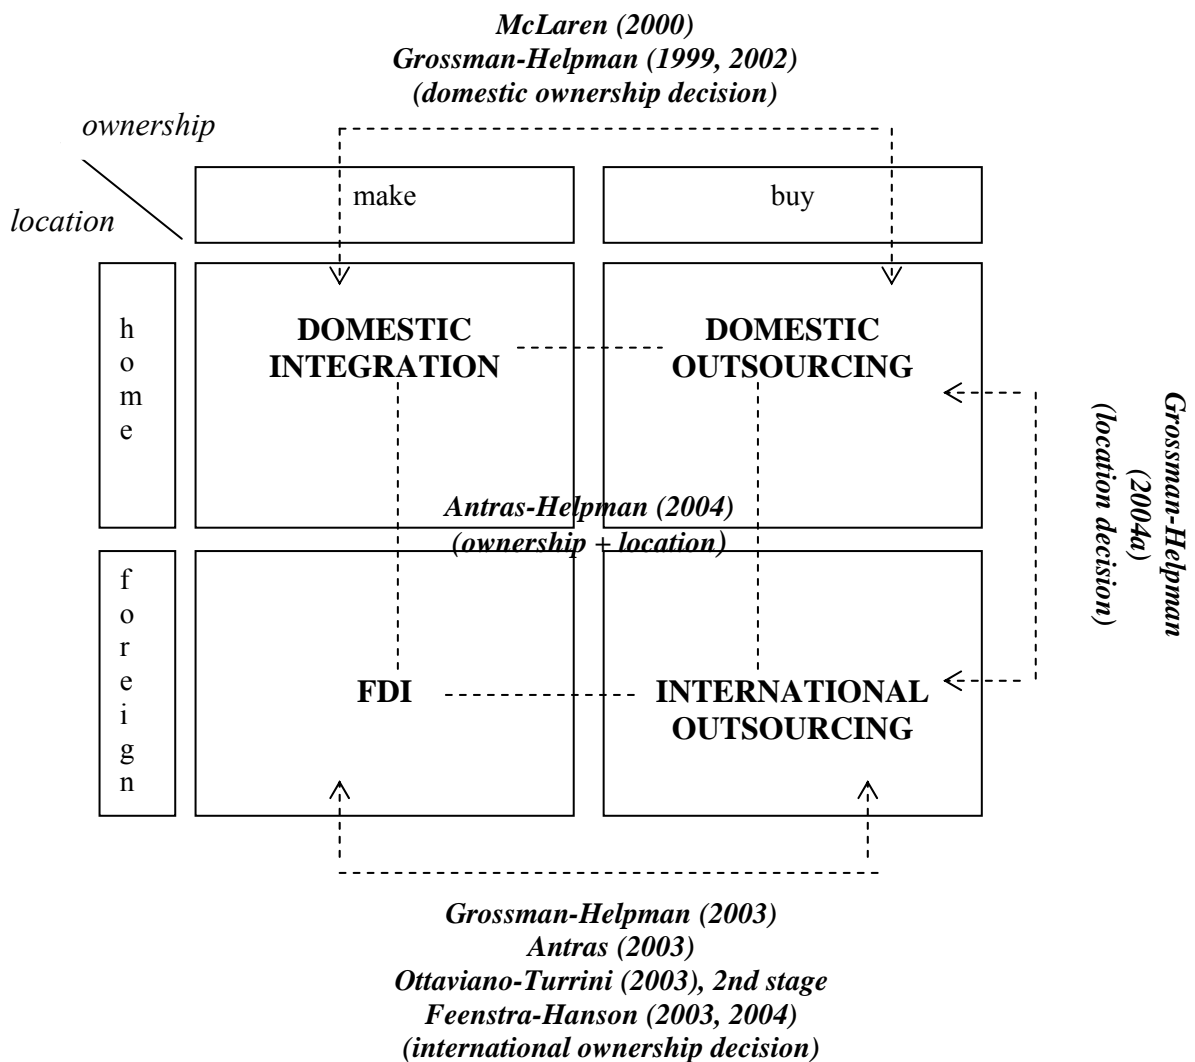 McLaren (2000)
Grossman-Helpman (1999, 2002)
(domestic ownership decision)
ownership
location
make
buy
home
DOMESTIC
INTEGRATION
DOMESTIC
OUTSOURCING
Grossman-Helpman
(2004a)
(location decision)
Antras-Helpman (2004)
(ownership + location)
foreign
FDI
INTERNATIONAL
OUTSOURCING
Grossman-Helpman (2003)
Antras (2003)
Ottaviano-Turrini (2003), 2nd stage
Feenstra-Hanson (2003, 2004)
(international ownership decision)